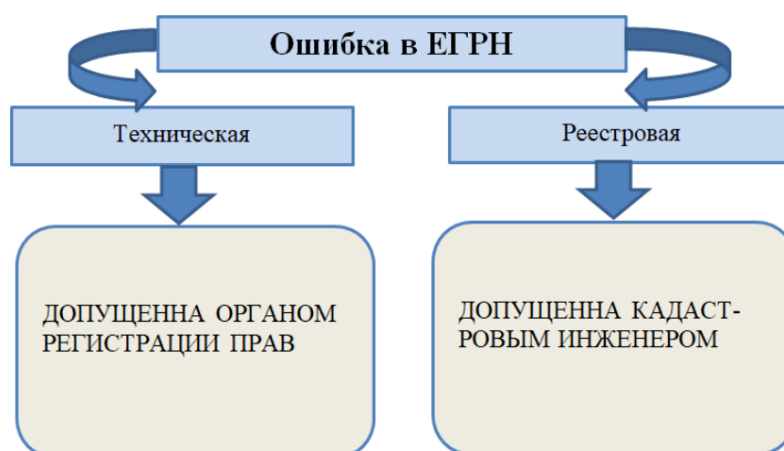 Ошибка в ЕГРН
Техническая
Реестровая
ДОПУЩЕННА ОРГАНОМ
РЕГИСТРАЦИИ ПРАВ
ДОПУЩЕННА КАДАСТ-
РОВЫМ ИНЖЕНЕРОМ